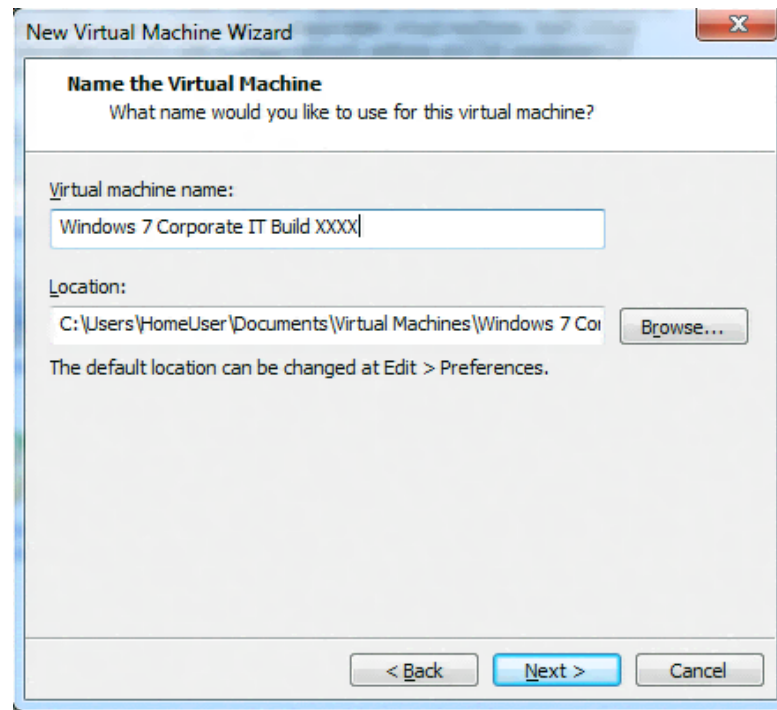 New Virtual Machine Wizard
Name the Virtual Machine
What name would you like to use for this virtual machine?
Virtual machine name:
Windows 7 Corporate IT Build XXXX
Location:
C:\Users\HomeUser\Documents\Virtual Machines\Windows 7 Cor
Browse...
The default location can be changed at Edit > Preferences.
< Back Next > Cancel